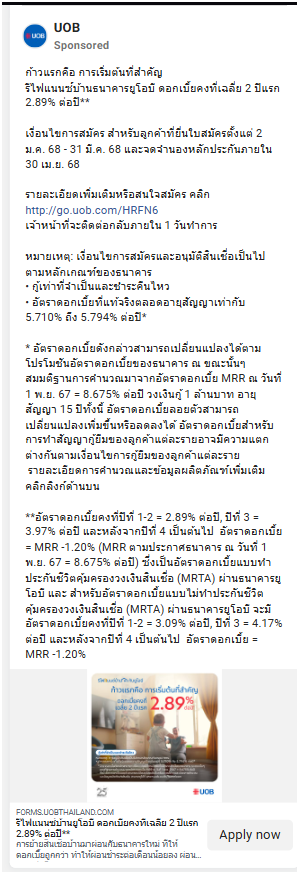 UOB
UOB
Sponsored
ก้าวแรกคือ การเริ่มต้นที่สำคัญ
รีไฟแนนซ์บ้านธนาคารยูโอบี ดอกเบี้ยคงที่เฉลี่ย 2 ปีแรก
2.89% ต่อปี**
เงื่อนไขการสมัคร สำหรับลูกค้าที่ยื่นใบสมัครตั้งแต่ 2
ม.ค. 68 - 31 มี.ค. 68 และจดจำนองหลักประกันภายใน
30 เม.ย. 68
รายละเอียดเพิ่มเติมหรือสนใจสมัคร คลิก
http://go.uob.com/HRFN6
เจ้าหน้าที่จะติดต่อกลับภายใน 1 วันทำการ
หมายเหตุ: เงื่อนไขการสมัครและอนุมัติสินเชื่อเป็นไป
ตามหลักเกณฑ์ของธนาคาร
• กู้เท่าที่จำเป็นและชำระคืนไหว
• อัตราดอกเบี้ยที่แท้จริงตลอดอายุสัญญาเท่ากับ
5.710% ถึง 5.794% ต่อปี*
* อัตราดอกเบี้ยดังกล่าวสามารถเปลี่ยนแปลงได้ตาม
โปรโมชันอัตราดอกเบี้ยของธนาคาร ณ ขณะนั้นๆ
สมมติฐานการคำนวณมาจากอัตราดอกเบี้ย MRR ณ วันที่
1 พ.ย. 67 = 8.675% ต่อปี วงเงินกู้ 1 ล้านบาท อายุ
สัญญา 15 ปีทั้งนี้ อัตราดอกเบี้ยลอยตัวสามารถ
เปลี่ยนแปลงเพิ่มขึ้นหรือลดลงได้ อัตราดอกเบี้ยสำหรับ
การทำสัญญากู้ยืมของลูกค้าแต่ละรายอาจมีความแตก
ต่างกันตามเงื่อนไขการกู้ยืมของลูกค้าแต่ละราย
รายละเอียดการคำนวณและข้อมูลผลิตภัณฑ์เพิ่มเติม
คลิกลิงก์ด้านบน
**อัตราดอกเบี้ยคงที่ปีที่ 1-2 = 2.89% ต่อปี, ปีที่ 3 =
3.97% ต่อปี และหลังจากปีที่ 4 เป็นต้นไป อัตราดอกเบี้ย
= MRR -1.20% (MRR ตามประกาศธนาคาร ณ วันที่ 1
พ.ย. 67 = 8.675% ต่อปี) ซึ่งเป็นอัตราดอกเบี้ยแบบทำ
ประกันชีวิตคุ้มครองวงเงินสินเชื่อ (MRTA) ผ่านธนาคารยู
โอบี และ สำหรับอัตราดอกเบี้ยแบบไม่ทำประกันชีวิต
คุ้มครองวงเงินสินเชื่อ (MRTA) ผ่านธนาคารยูโอบี จะมี
อัตราดอกเบี้ยคงที่ปีที่ 1-2 = 3.09% ต่อปี, ปีที่ 3 = 4.17%
ต่อปี และหลังจากปีที่ 4 เป็นต้นไป อัตราดอกเบี้ย =
MRR -1.20%
ก้าวแรกคือ การเริ่มต้นที่สำคัญ
ดอกเบี้ยคงที่
เฉลี่ย 2 ปีแรก
2.89%
ต่อปี**
UOB
FORMS.UOBTHAILAND.COM
รีไฟแนนซ์บ้านยูโอบี ดอกเบี้ยคงที่เฉลี่ย 2 ปีแรก
2.89% ต่อปี**
การย้ายสินเชื่อบ้านมาผ่อนกับธนาคารใหม่ ที่ให้
ดอกเบี้ยถูกกว่า ทำให้ผ่อนชำระต่อเดือนน้อยลง ผ่อน...
Apply now